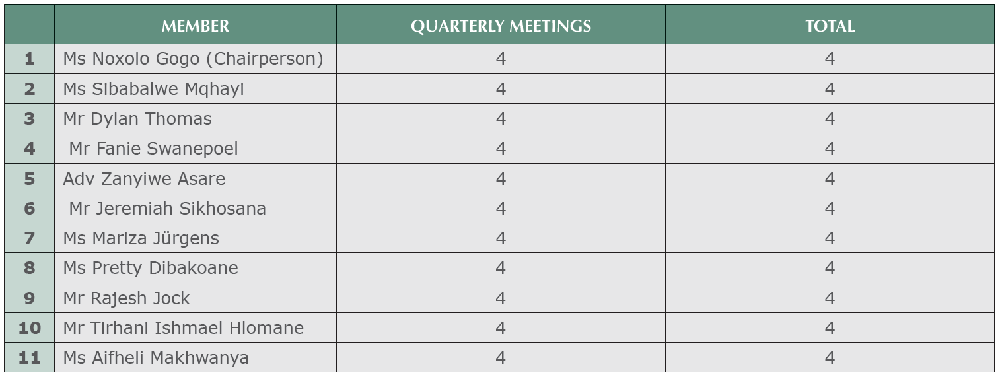 MEMBER QUARTERLY MEETINGS TOTAL
1 Ms Noxolo Gogo (Chairperson) 4 4
2 Ms Sibabalwe Mqhayi 4 4
3 Mr Dylan Thomas 4 4
4 Mr Fanie Swanepoel 4 4
5 Adv Zanyiwe Asare 4 4
6 Mr Jeremiah Sikhosana 4 4
7 Ms Mariza Jürgens 4 4
8 Ms Pretty Dibakoane 4 4
9 Mr Rajesh Jock 4 4
10 Mr Tirhani Ishmael Hlomane 4 4
11 Ms Aifheli Makhwanya 4 4